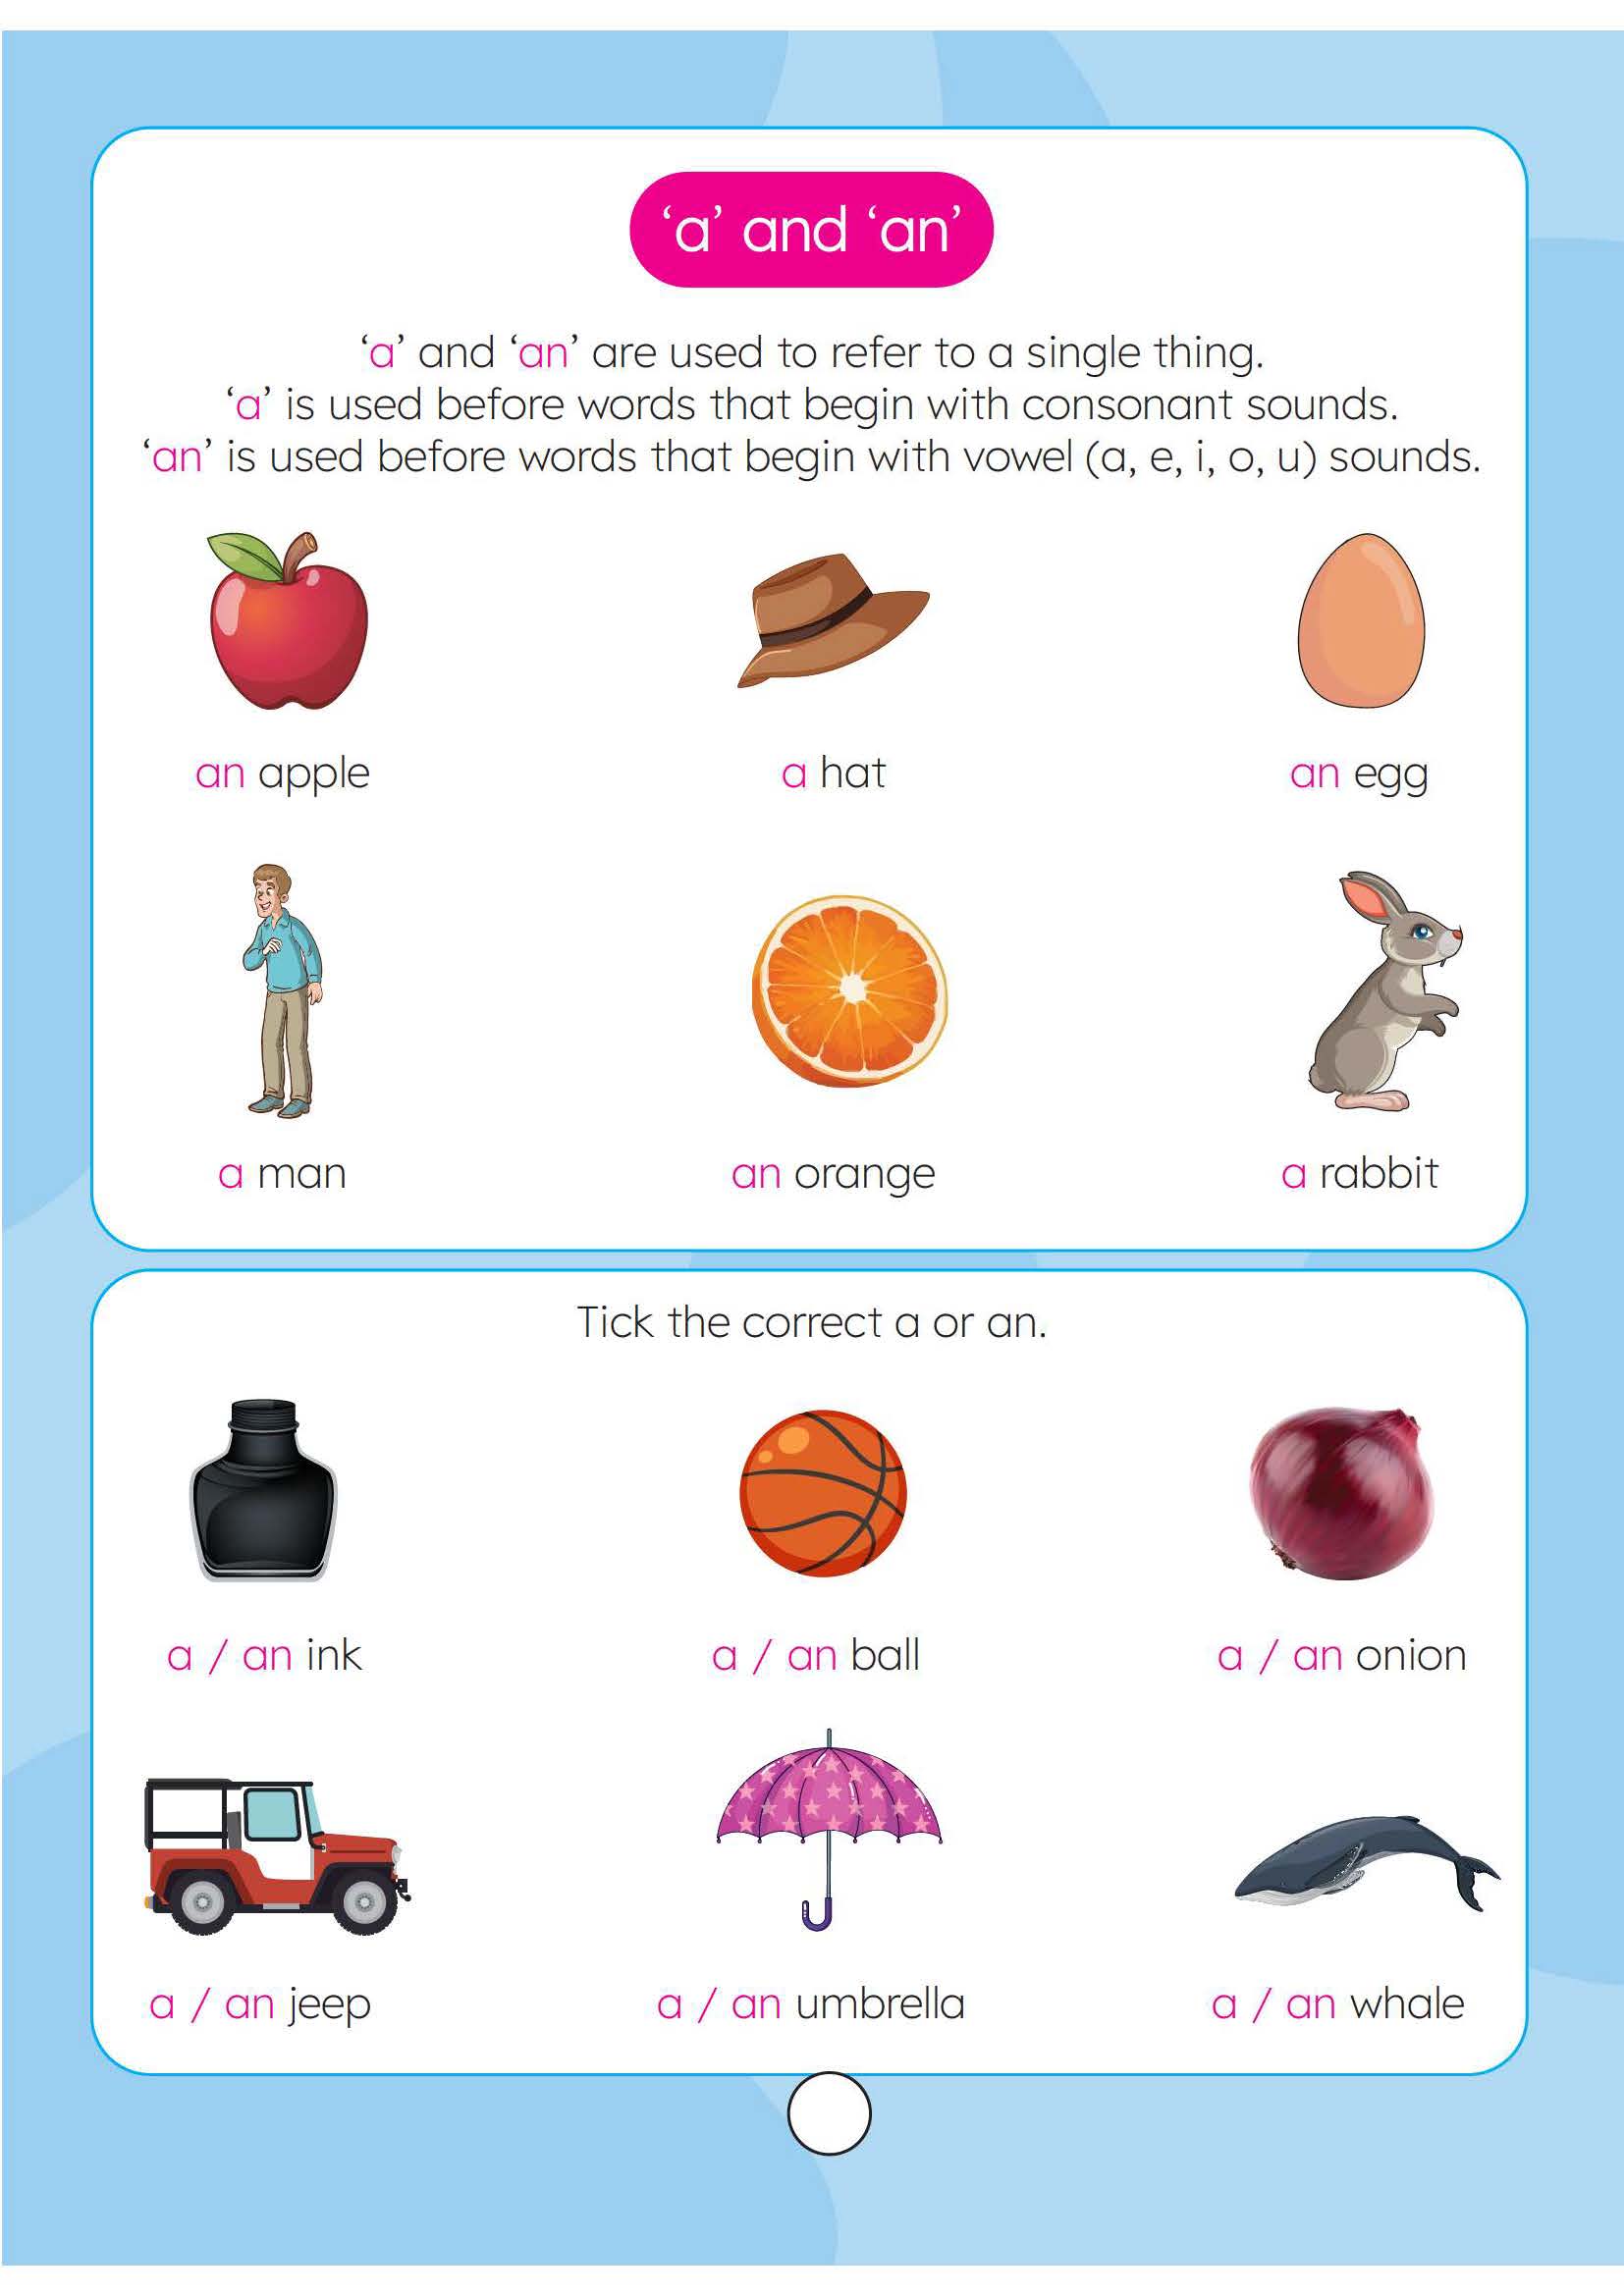 ‘a’ and ‘an’
‘a’ and ‘an’ are used to refer to a single thing.
‘a’ is used before words that begin with consonant sounds.
‘an’ is used before words that begin with vowel (a, e, i, o, u) sounds.
an apple
a hat
an egg
a man
an orange
a rabbit
Tick the correct a or an.
a / an ink
a / an ball
a / an onion
a / an jeep
a / an umbrella
a / an whale